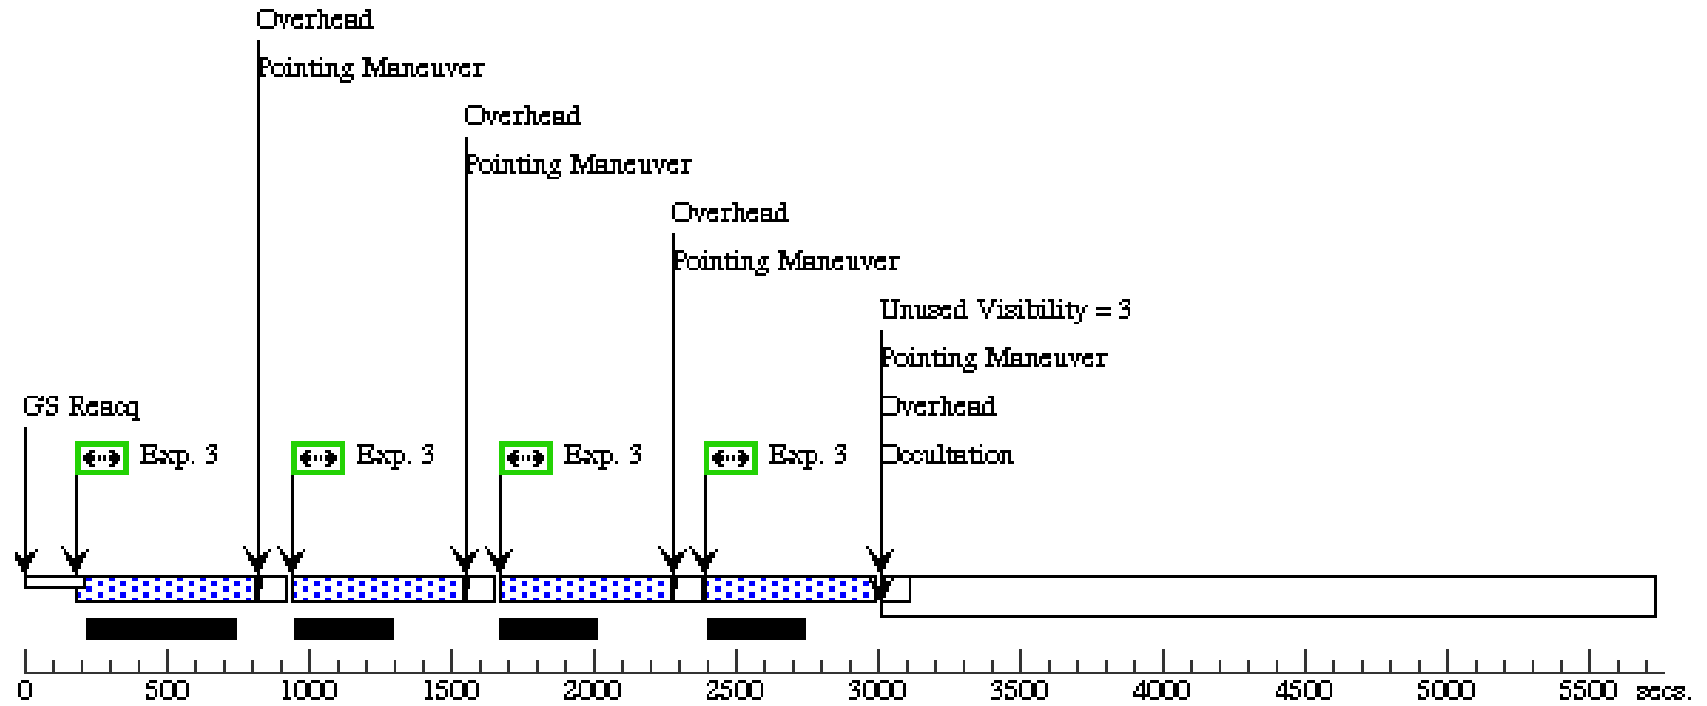 Overhead
Pointing Maneuver
Overhead
Pointing Maneuver
Overhead
Pointing Maneuver
Unused Visibility = 3
Pointing Maneuver
GS Reacq
Overhead
Exp. 3
Exp. 3
Exp. 3
Exp. 3
Occultation
0 500 1000 1500 2000 2500 3000 3500 4000 4500 5000 5500 secs.